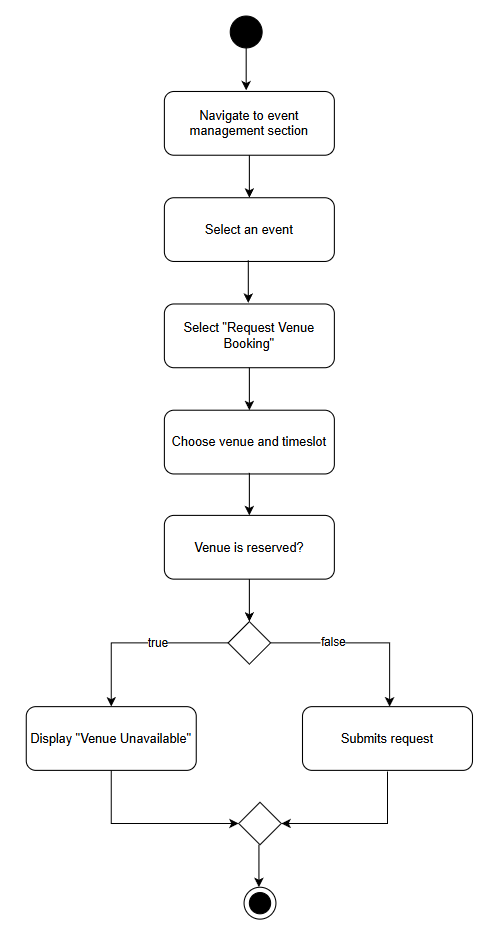 Navigate to event
management section
Select an event
Select "Request Venue
Booking"
Choose venue and timeslot
Venue is reserved?
true
false
Display "Venue Unavailable"
Submits request